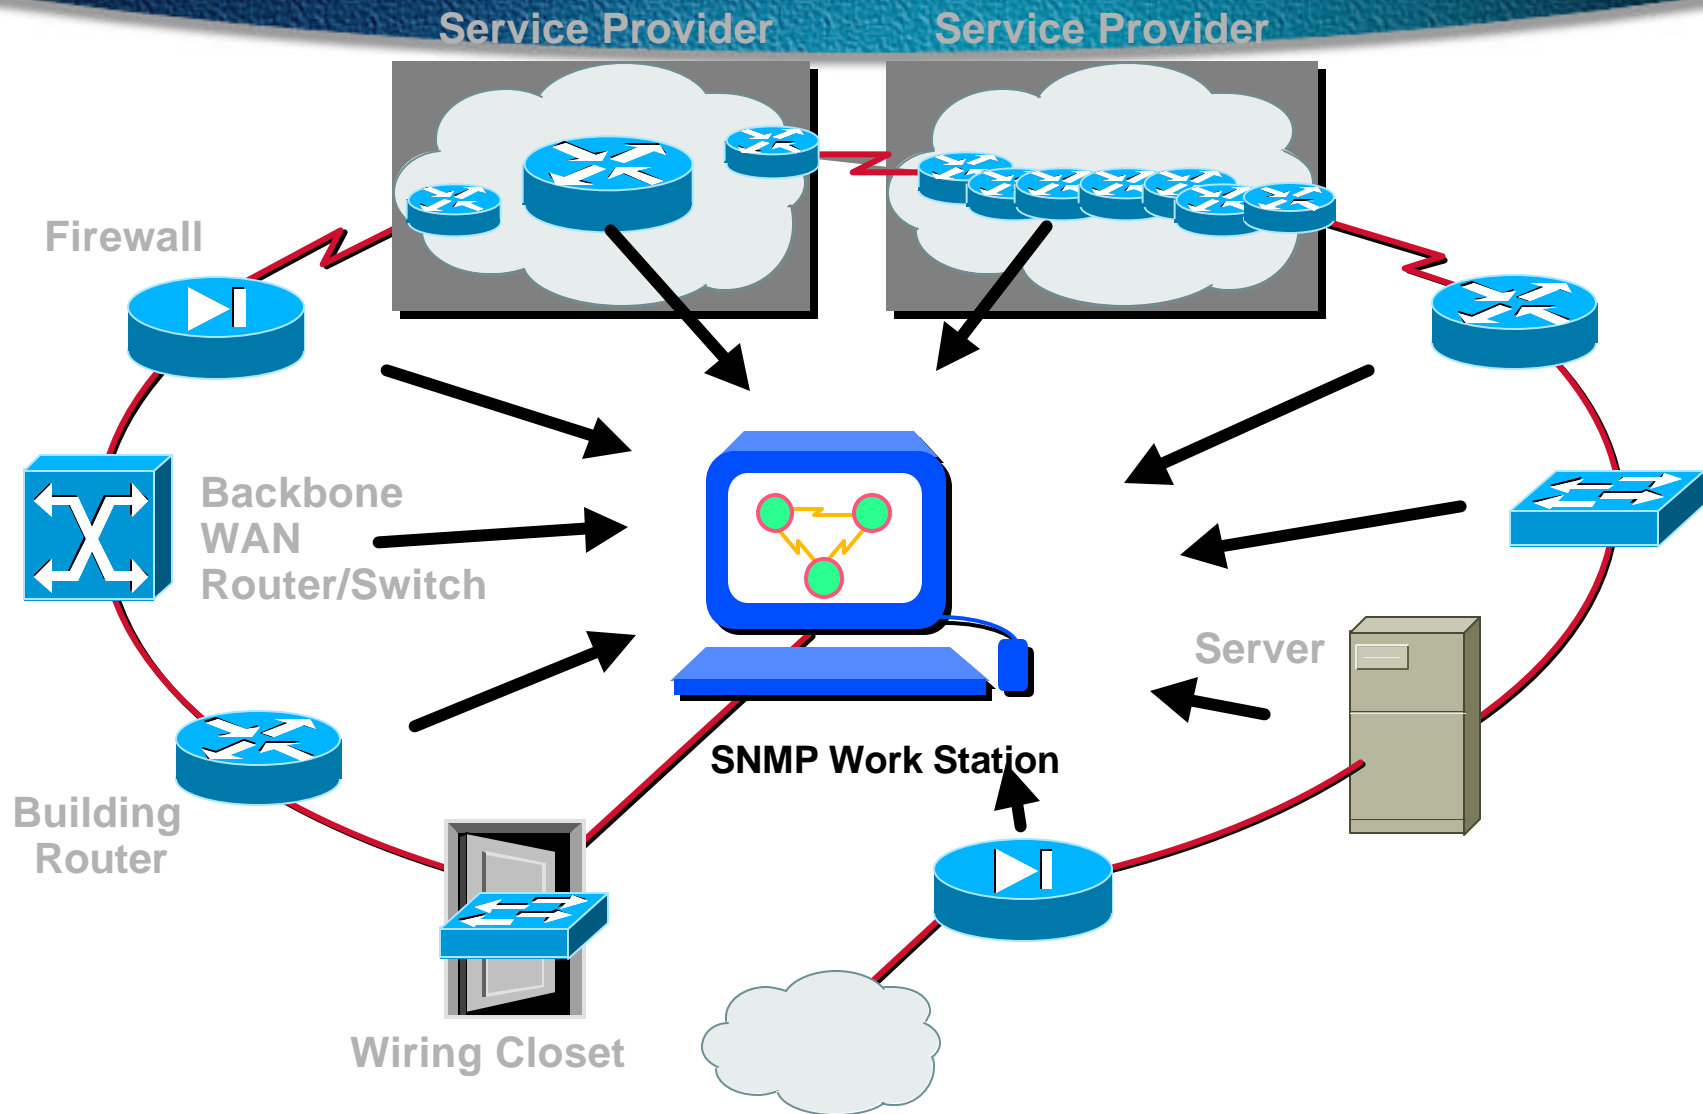 Service Provider
Service Provider
Firewall
Backbone
WAN
Router/Switch
Server
SNMP Work Station
Building
Router
Wiring Closet